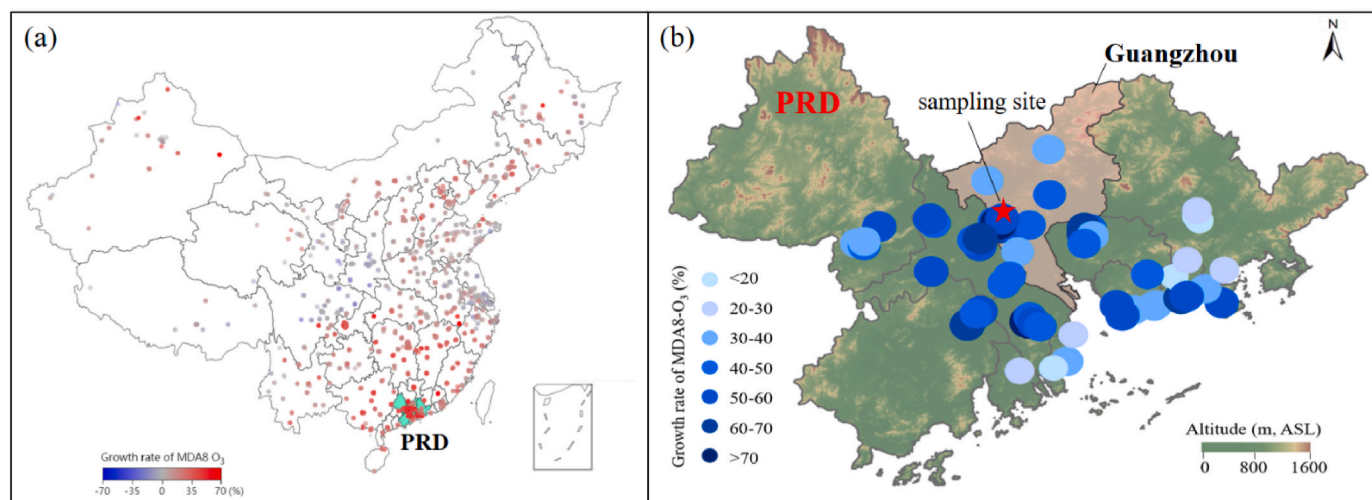 (a)
PRD
Growth rate of MDA8 O₃
-70 -35 0 35 70 (%)
(b)
N
Guangzhou
PRD
sampling site
Growth rate of MDA8-O₃ (%)
<20
20-30
30-40
40-50
50-60
60-70
>70
Altitude (m, ASL)
0 800 1600